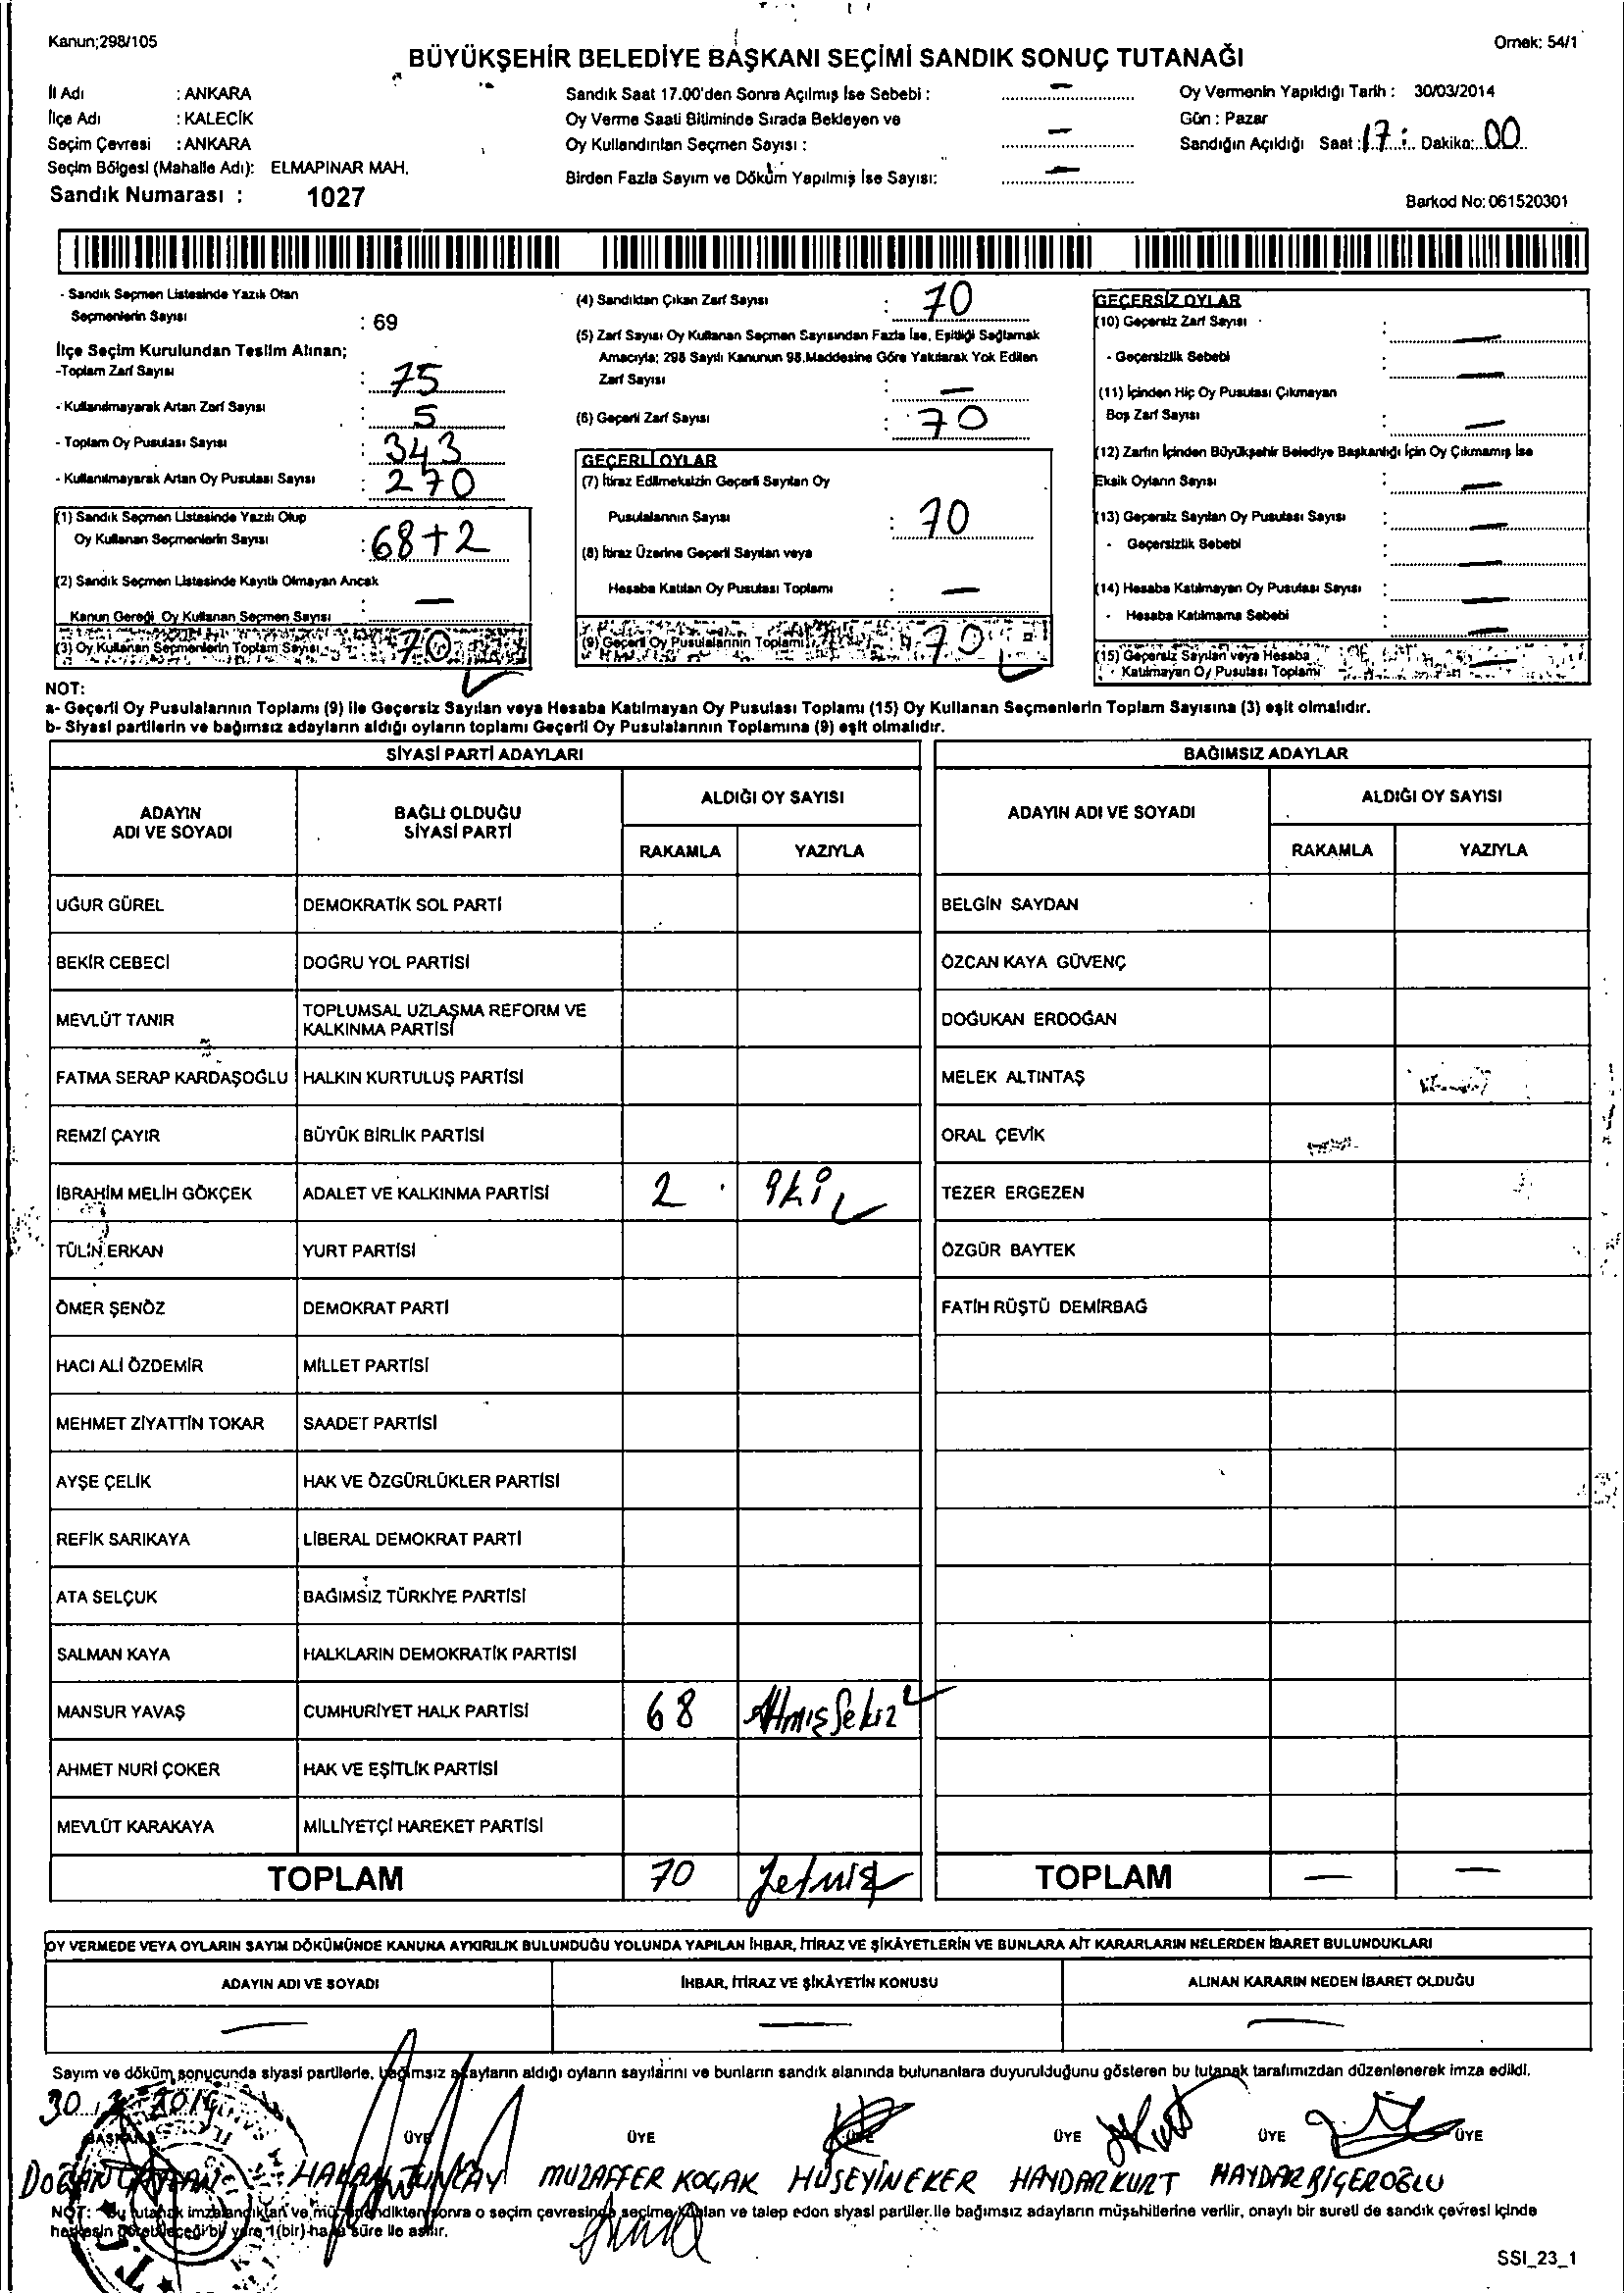 Kanun;298/105
Örnek: 54/1
BÜYÜKŞEHİR BELEDİYE BAŞKANI SEÇİMİ SANDIK SONUÇ TUTANAĞI
İl Adı : ANKARA
İlçe Adı : KALECİK
Seçim Çevresi : ANKARA
Seçim Bölgesi (Mahalle Adı): ELMAPINAR MAH.
Sandık Numarası : 1027
Sandık Saat 17.00'den Sonra Açılmış İse Sebebi : —
Oy Verme Saati Bitiminde Sırada Bekleyen ve
Oy Kullandırılan Seçmen Sayısı : —
Birden Fazla Sayım ve Döküm Yapılmış İse Sayısı: —
Oy Vermenin Yapıldığı Tarih : 30/03/2014
Gün : Pazar
Sandığın Açıldığı Saat : 17 : Dakika: 00
Barkod No: 061520301
- Sandık Seçmen Listesinde Yazılı Olan
Seçmenlerin Sayısı : 69
İlçe Seçim Kurulundan Teslim Alınan;
-Toplam Zarf Sayısı : 75
- Kullanılmayarak Artan Zarf Sayısı : 5
- Toplam Oy Pusulası Sayısı : 343
- Kullanılmayarak Artan Oy Pusulası Sayısı : 270
(1) Sandık Seçmen Listesinde Yazılı Olup
Oy Kullanan Seçmenlerin Sayısı : 68+2
(2) Sandık Seçmen Listesinde Kayıtlı Olmayan Ancak
Kanun Gereği Oy Kullanan Seçmen Sayısı : —
(3) Oy Kullanan Seçmenlerin Toplam Sayısı : 70
(4) Sandıktan Çıkan Zarf Sayısı : 70
(5) Zarf Sayısı Oy Kullanan Seçmen Sayısından Fazla İse, Eşitliği Sağlamak
Amacıyla; 298 Sayılı Kanunun 98.Maddesine Göre Yakılarak Yok Edilen
Zarf Sayısı : —
(6) Geçerli Zarf Sayısı : 70
GEÇERLİ OYLAR
(7) İtiraz Edilmeksizin Geçerli Sayılan Oy
Pusulalarının Sayısı : 70
(8) İtiraz Üzerine Geçerli Sayılan veya
Hesaba Katılan Oy Pusulası Toplamı : —
(9) Geçerli Oy Pusulalarının Toplamı 70
GEÇERSİZ OYLAR
(10) Geçersiz Zarf Sayısı : —
- Geçersizlik Sebebi : —
(11) İçinden Hiç Oy Pusulası Çıkmayan
Boş Zarf Sayısı : —
(12) Zarfın İçinden Büyükşehir Belediye Başkanlığı İçin Oy Çıkmamış İse
Eksik Oyların Sayısı : —
(13) Geçersiz Sayılan Oy Pusulası Sayısı : —
- Geçersizlik Sebebi : —
(14) Hesaba Katılmayan Oy Pusulası Sayısı : —
- Hesaba Katılmama Sebebi : —
(15) Geçersiz Sayılan veya Hesaba
Katılmayan Oy Pusulası Toplamı —
NOT:
a- Geçerli Oy Pusulalarının Toplamı (9) ile Geçersiz Sayılan veya Hesaba Katılmayan Oy Pusulası Toplamı (15) Oy Kullanan Seçmenlerin Toplam Sayısına (3) eşit olmalıdır.
b- Siyasi partilerin ve bağımsız adayların aldığı oyların toplamı Geçerli Oy Pusulalarının Toplamına (9) eşit olmalıdır.
SİYASİ PARTİ ADAYLARI
ADAYIN ADI VE SOYADI
BAĞLI OLDUĞU SİYASİ PARTİ
ALDIĞI OY SAYISI
RAKAMLA YAZIYLA
UĞUR GÜREL DEMOKRATİK SOL PARTİ
BEKİR CEBECİ DOĞRU YOL PARTİSİ
MEVLÜT TANIR TOPLUMSAL UZLAŞMA REFORM VE
KALKINMA PARTİSİ
FATMA SERAP KARDAŞOĞLU HALKIN KURTULUŞ PARTİSİ
REMZİ ÇAYIR BÜYÜK BİRLİK PARTİSİ
İBRAHİM MELİH GÖKÇEK ADALET VE KALKINMA PARTİSİ 2 İki
TÜLİN ERKAN YURT PARTİSİ
ÖMER ŞENÖZ DEMOKRAT PARTİ
HACI ALİ ÖZDEMİR MİLLET PARTİSİ
MEHMET ZİYATTİN TOKAR SAADET PARTİSİ
AYŞE ÇELİK HAK VE ÖZGÜRLÜKLER PARTİSİ
REFİK SARIKAYA LİBERAL DEMOKRAT PARTİ
ATA SELÇUK BAĞIMSIZ TÜRKİYE PARTİSİ
SALMAN KAYA HALKLARIN DEMOKRATİK PARTİSİ
MANSUR YAVAŞ CUMHURİYET HALK PARTİSİ 68 Atmış Sekiz
AHMET NURİ ÇOKER HAK VE EŞİTLİK PARTİSİ
MEVLÜT KARAKAYA MİLLİYETÇİ HAREKET PARTİSİ
TOPLAM 70 Yetmiş
BAĞIMSIZ ADAYLAR
ADAYIN ADI VE SOYADI
ALDIĞI OY SAYISI
RAKAMLA YAZIYLA
BELGİN SAYDAN
ÖZCAN KAYA GÜVENÇ
DOĞUKAN ERDOĞAN
MELEK ALTINTAŞ
ORAL ÇEVİK
TEZER ERGEZEN
ÖZGÜR BAYTEK
FATİH RÜŞTÜ DEMİRBAĞ
TOPLAM — —
OY VERMEDE VEYA OYLARIN SAYIM DÖKÜMÜNDE KANUNA AYKIRILIK BULUNDUĞU YOLUNDA YAPILAN İHBAR, İTİRAZ VE ŞİKÂYETLERİN VE BUNLARA AİT KARARLARIN NELERDEN İBARET BULUNDUKLARI
ADAYIN ADI VE SOYADI İHBAR, İTİRAZ VE ŞİKÂYETİN KONUSU ALINAN KARARIN NEDEN İBARET OLDUĞU
— — —
Sayım ve döküm sonucunda siyasi partilerle, bağımsız adayların aldığı oyların sayılarını ve bunların sandık alanında bulunanlara duyurulduğunu gösteren bu tutanak tarafımızdan düzenlenerek imza edildi.
30.3.2014
BAŞKAN ÜYE ÜYE ÜYE ÜYE ÜYE ÜYE
DOĞAN HAKAN TUNCAY MUZAFFER KOÇAK HÜSEYİN EKER HAYDAR KURT HAYDAR BİÇEROĞLU
NOT: Bu tutanak imzalandıktan ve mühürlendikten sonra o seçim çevresinde seçime katılan ve talep eden siyasi partiler ile bağımsız adayların müşahitlerine verilir, onaylı bir sureti de sandık çevresi içinde
herkesin görebileceği bir yere 1(bir) hafta süre ile asılır.
SSI_23_1